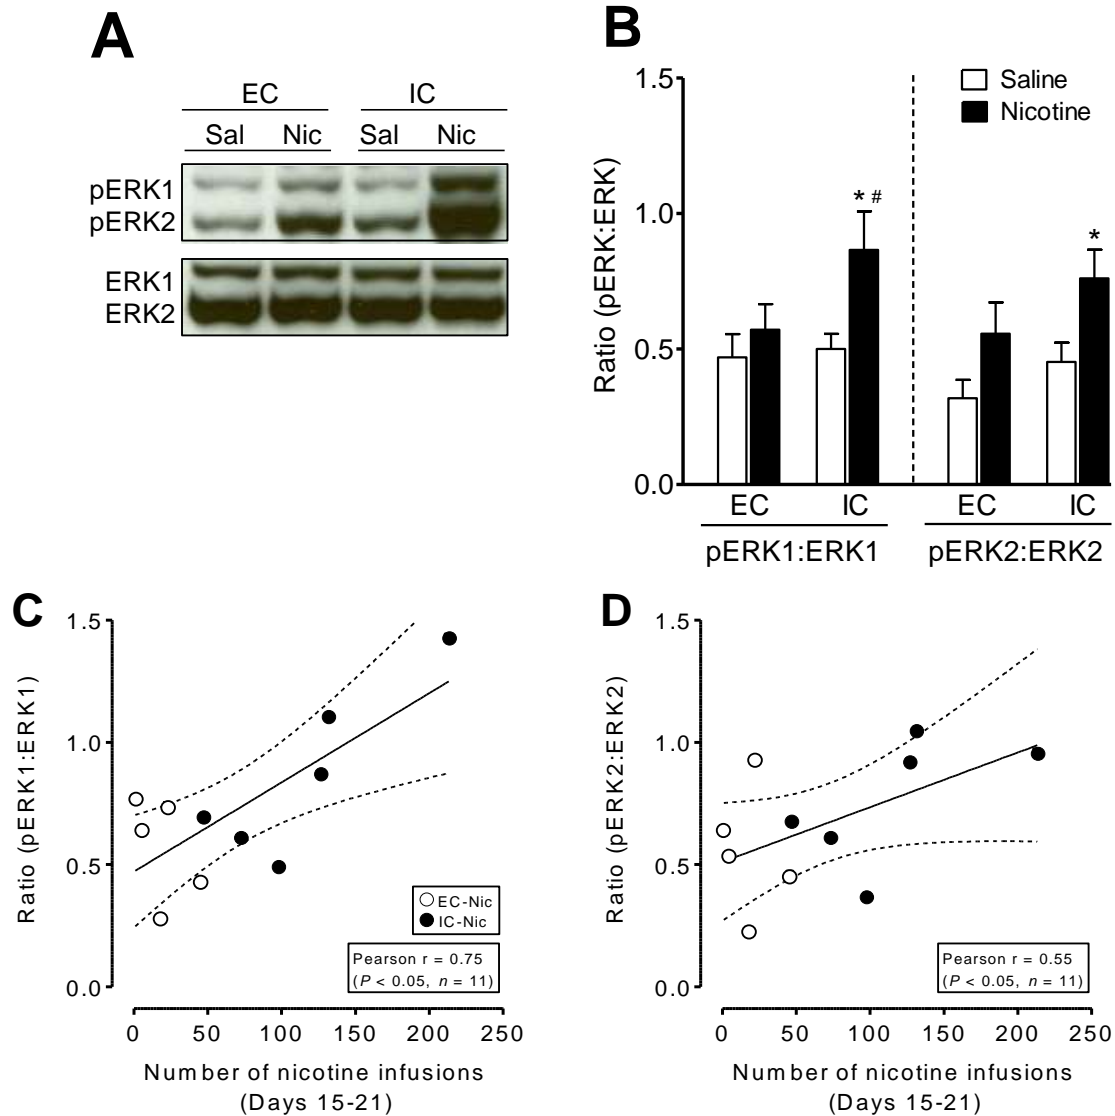 A
EC IC
Sal Nic Sal Nic
pERK1
pERK2
ERK1
ERK2
B
Ratio (pERK:ERK)
1.5
1.0
0.5
0.0
Saline
Nicotine
* #
*
EC IC EC IC
pERK1:ERK1 pERK2:ERK2
C
Ratio (pERK1:ERK1)
1.5
1.0
0.5
0.0
EC-Nic
IC-Nic
Pearson r = 0.75
(P < 0.05, n = 11)
0 50 100 150 200 250
Number of nicotine infusions
(Days 15-21)
D
Ratio (pERK2:ERK2)
1.5
1.0
0.5
0.0
Pearson r = 0.55
(P < 0.05, n = 11)
0 50 100 150 200 250
Number of nicotine infusions
(Days 15-21)